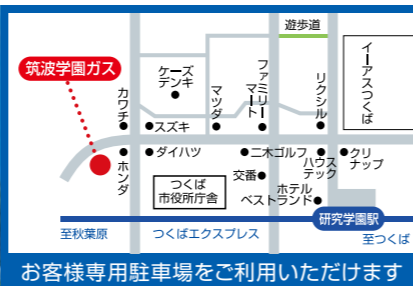 遊歩道
筑波学園ガス
ケーズ
デンキ
ファミリー
マート
リクシル
イーアスつくば
カワチ
マツダ
スズキ
ホンダ
ダイハツ
二木ゴルフ
ハウス
テック
クリ
ナップ
交番
つくば
市役所庁舎
ホテル
ベストランド
研究学園駅
至秋葉原
つくばエクスプレス
至つくば
お客様専用駐車場をご利用いただけます